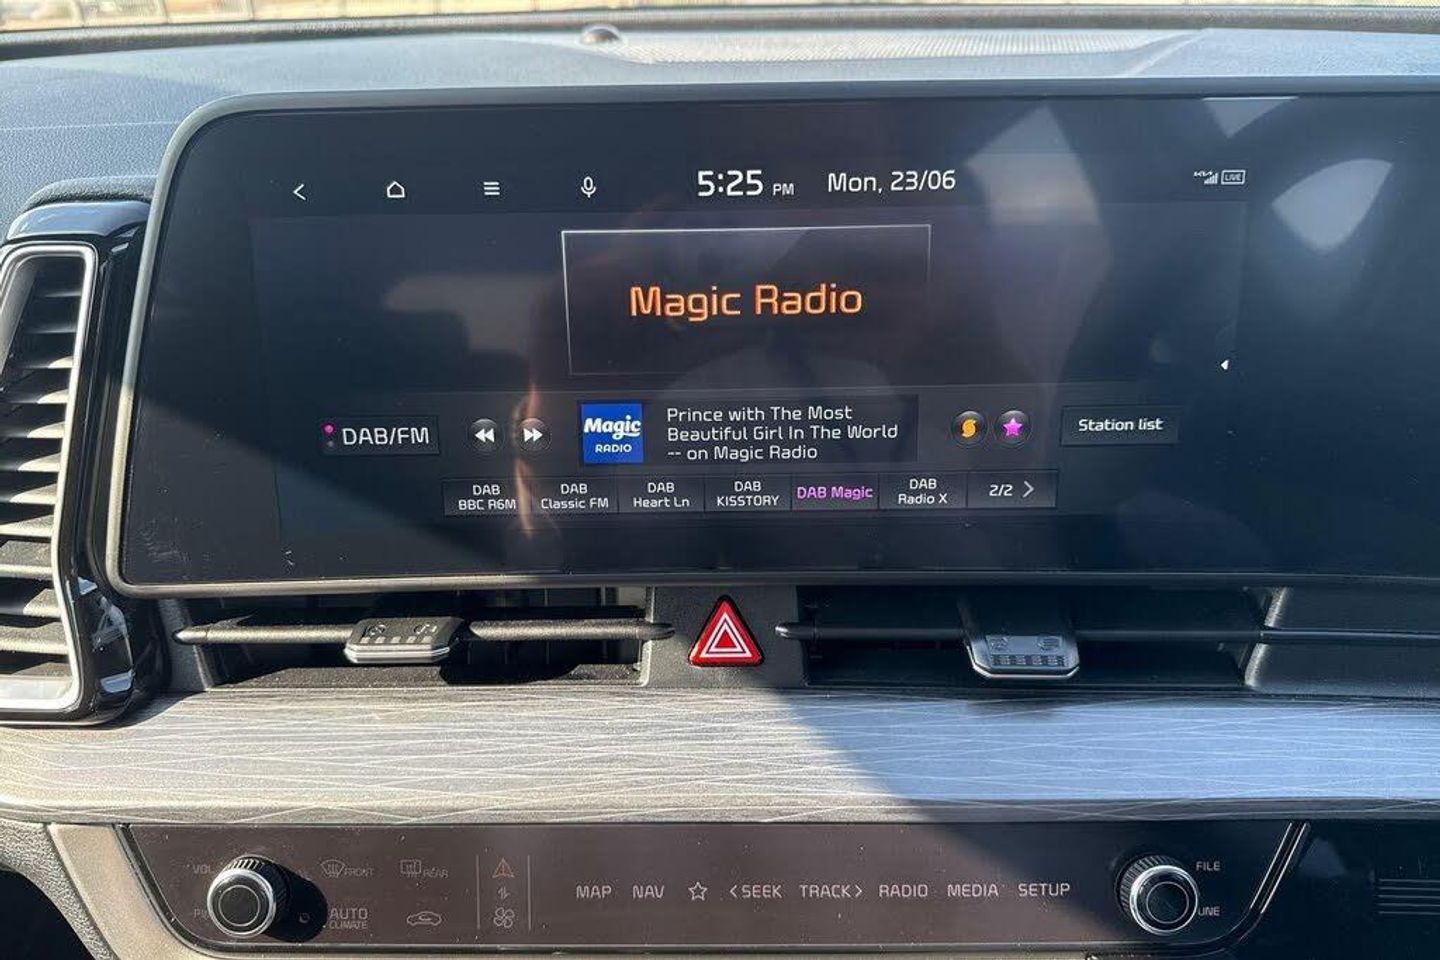 5:25 PM Mon, 23/06
LIVE
Magic Radio
DAB/FM
Magic
RADIO
Prince with The Most
Beautiful Girl In The World
-- on Magic Radio
Station list
DAB
BBC R6M
DAB
Classic FM
DAB
Heart Ln
DAB
KISSTORY
DAB Magic
DAB
Radio X
2/2
VOL
FRONT
REAR
AUTO
CLIMATE
MAP NAV <SEEK TRACK> RADIO MEDIA SETUP
FILE